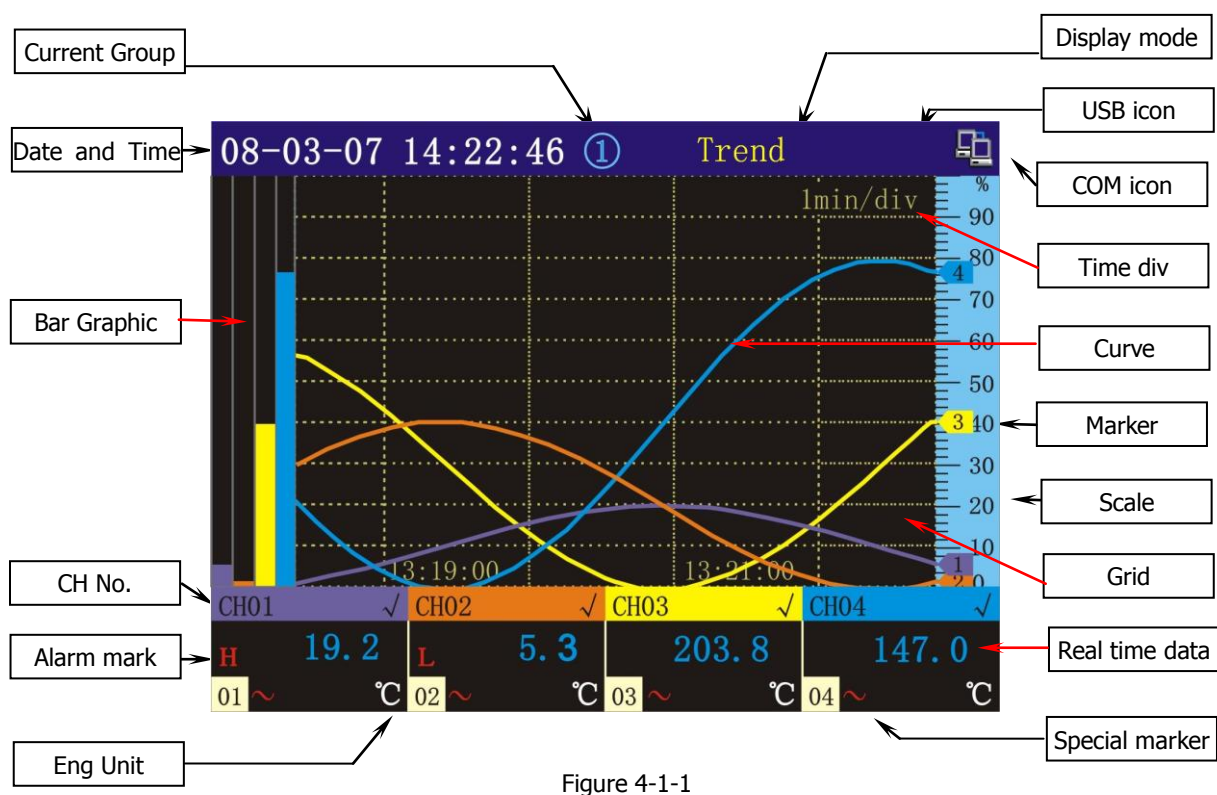 Current Group
Display mode
USB icon
Date and Time
08-03-07 14:22:46 ① Trend
COM icon
%
1min/div
90
Time div
80
4
70
Bar Graphic
60
Curve
50
3 40
Marker
30
Scale
20
10
1
13:19:00 13:21:00
2 0
Grid
CH No.
CH01 √ CH02 √ CH03 √ CH04 √
Alarm mark
H 19.2 L 5.3 203.8 147.0
Real time data
01 ~ ℃ 02 ~ ℃ 03 ~ ℃ 04 ~ ℃
Eng Unit
Special marker
Figure 4-1-1